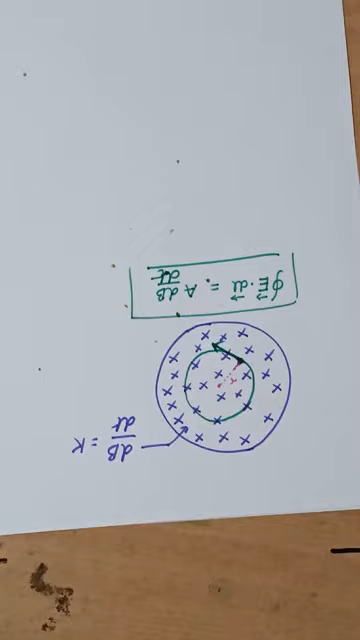 dB/dt = K
r
∮E⃗·dl⃗ = A dB/dt